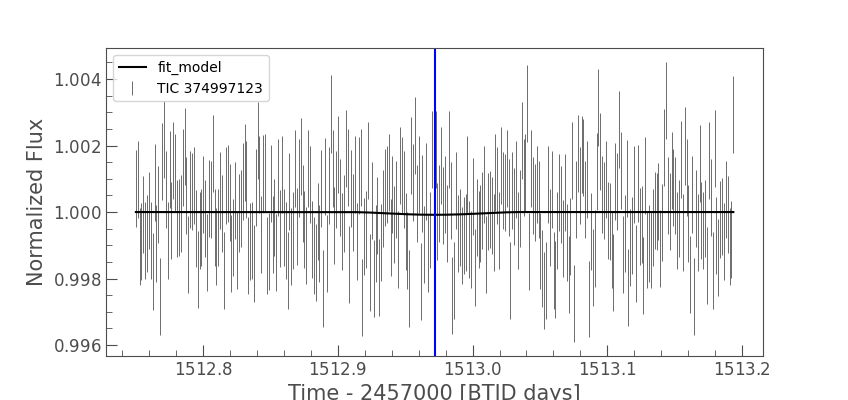 fit_model
TIC 374997123
1.004
1.002
1.000
0.998
0.996
Normalized Flux
1512.8 1512.9 1513.0 1513.1 1513.2
Time - 2457000 [BTJD days]